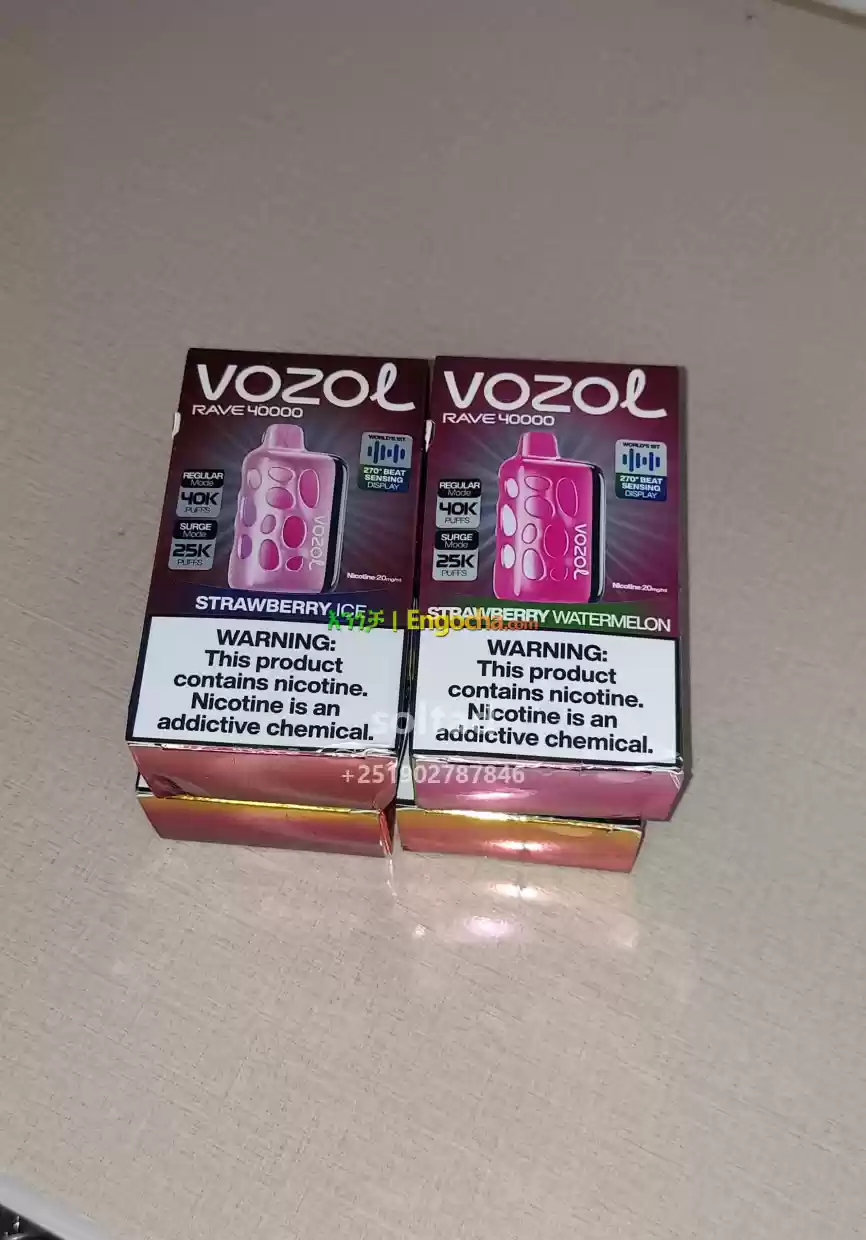 VOZOL
RAVE 40000
WORLD'S 1ST
270° BEAT
SENSING
DISPLAY
REGULAR
Mode
40K
PUFFS
SURGE
Mode
25K
PUFFS
VOZOL
Nicotine:20mg/ml
STRAWBERRY ICE
WARNING:
This product
contains nicotine.
Nicotine is an
addictive chemical.
VOZOL
RAVE 40000
WORLD'S 1ST
270° BEAT
SENSING
DISPLAY
REGULAR
Mode
40K
PUFFS
SURGE
Mode
25K
PUFFS
VOZOL
Nicotine:20mg/ml
STRAWBERRY WATERMELON
WARNING:
This product
contains nicotine.
Nicotine is an
addictive chemical.
እንጎቻ | Engocha.com
+251902787846